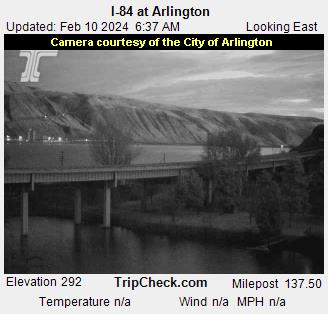 I-84 at Arlington
Updated: Feb 10 2024 6:37 AM Looking East
Camera courtesy of the City of Arlington
Elevation 292 TripCheck.com Milepost 137.50
Temperature n/a Wind n/a MPH n/a